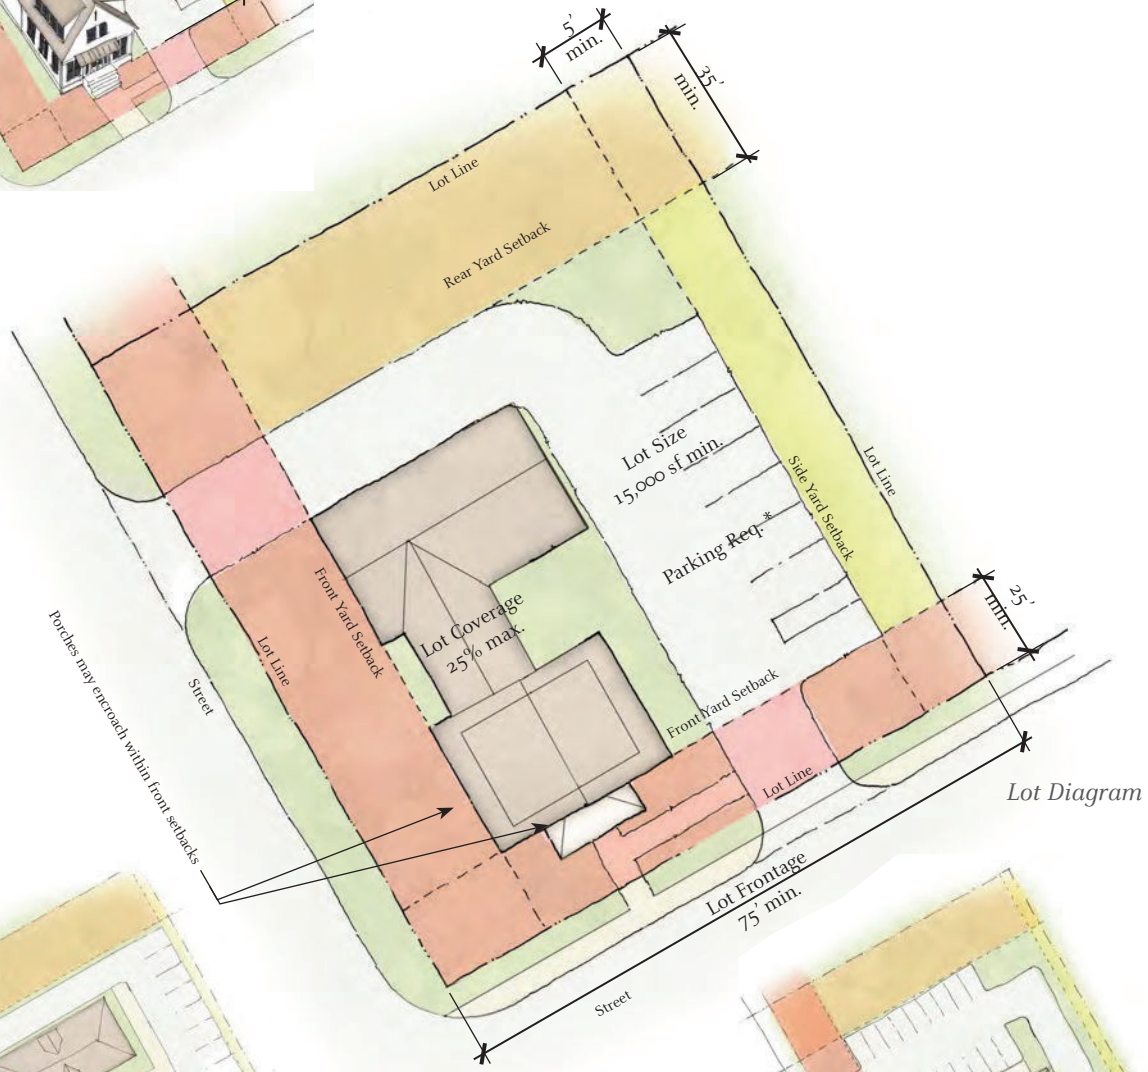 5'
min.
35'
min.
Lot Line
Rear Yard Setback
Lot Size
15,000 sf min.
Lot Line
Side Yard Setback
Parking Req.*
Front Yard Setback
Lot Coverage
25% max.
25'
min.
Porches may encroach within front setbacks
Lot Line
Street
Front Yard Setback
Lot Line
Lot Diagram
Lot Frontage
75' min.
Street